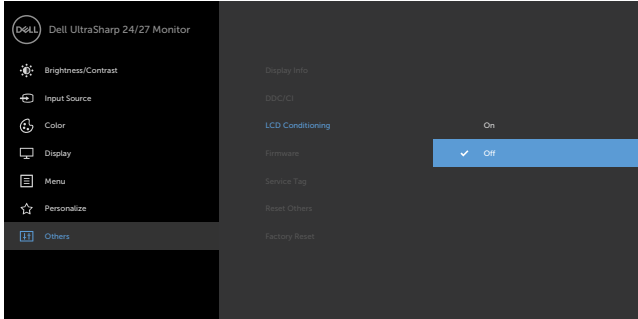 DELL
Dell UltraSharp 24/27 Monitor
Brightness/Contrast
Input Source
Color
Display
Menu
Personalize
Others
Display Info
DDC/CI
LCD Conditioning
Firmware
Service Tag
Reset Others
Factory Reset
On
Off